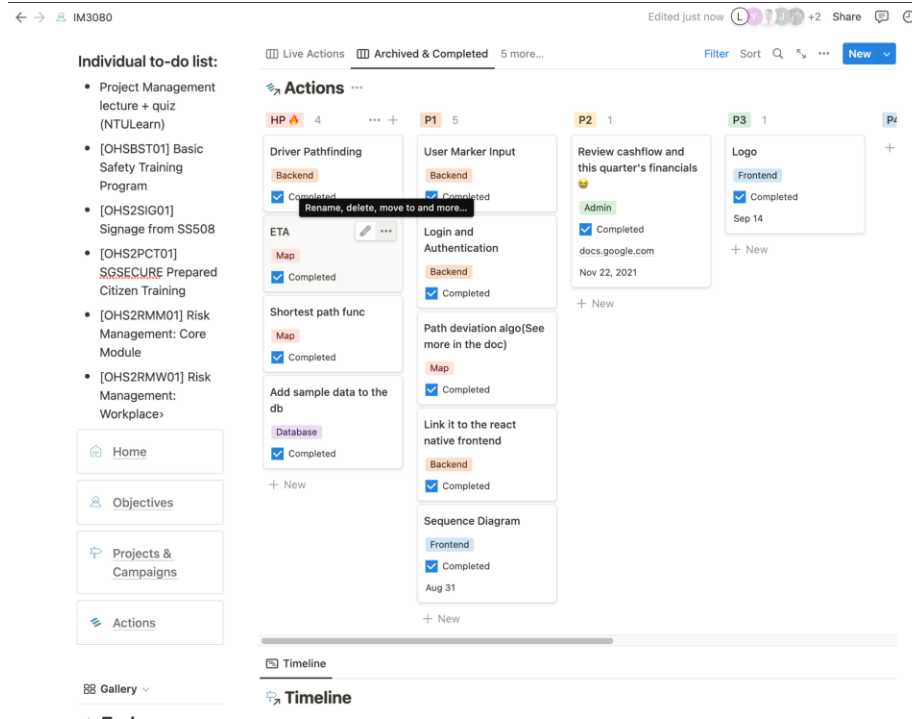 IM3080
Edited just now
L
Y
J
+2
Share
Individual to-do list:
Project Management
lecture + quiz
(NTULearn)
[OHSBST01] Basic
Safety Training
Program
[OHS2SIG01]
Signage from SS508
[OHS2PCT01]
SGSECURE Prepared
Citizen Training
[OHS2RMM01] Risk
Management: Core
Module
[OHS2RMW01] Risk
Management:
Workplace›
Home
Objectives
Projects &
Campaigns
Actions
Gallery
Live Actions
Archived & Completed
5 more...
Filter
Sort
New
Actions
HP🔥 4
Driver Pathfinding
Backend
Completed
Rename, delete, move to and more...
ETA
Map
Completed
Shortest path func
Map
Completed
Add sample data to the
db
Database
Completed
+ New
P1 5
User Marker Input
Backend
Completed
Login and
Authentication
Backend
Completed
Path deviation algo(See
more in the doc)
Map
Completed
Link it to the react
native frontend
Backend
Completed
Sequence Diagram
Frontend
Completed
Aug 31
+ New
P2 1
Review cashflow and
this quarter's financials
😂
Admin
Completed
docs.google.com
Nov 22, 2021
+ New
P3 1
Logo
Frontend
Completed
Sep 14
+ New
Timeline
Timeline